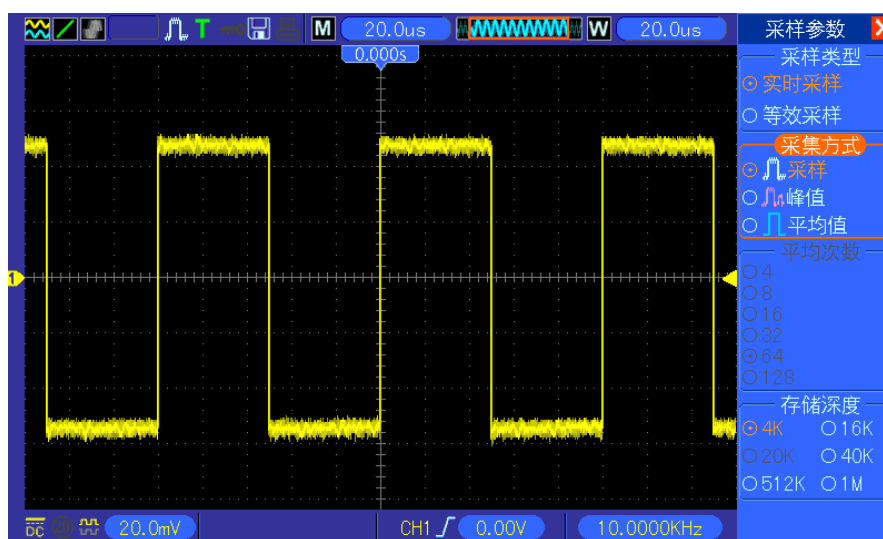 T M 20.0us W 20.0us
0.000s
1
采样参数
采样类型
实时采样
等效采样
采集方式
采样
峰值
平均值
平均次数
4
8
16
32
64
128
存储深度
4K 16K
20K 40K
512K 1M
DC 20.0mV CH1 0.00V 10.0000KHz